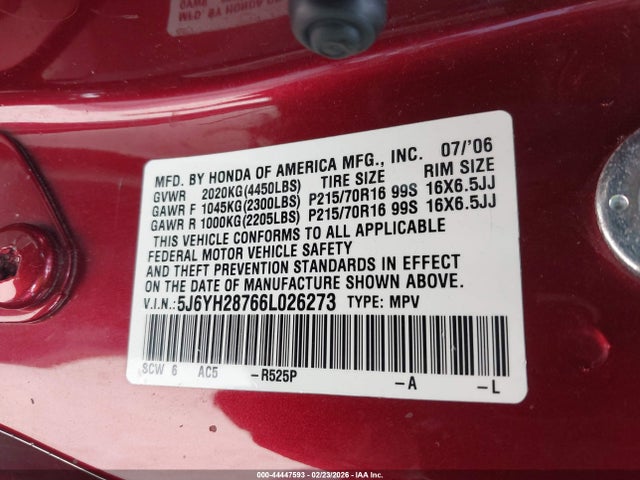 MFD. BY HONDA OF AMERICA MFG., INC. 07/'06
GVWR 2020KG(4450LBS) TIRE SIZE RIM SIZE
GAWR F 1045KG(2300LBS) P215/70R16 99S 16X6.5JJ
GAWR R 1000KG(2205LBS) P215/70R16 99S 16X6.5JJ
THIS VEHICLE CONFORMS TO ALL APPLICABLE
FEDERAL MOTOR VEHICLE SAFETY
AND THEFT PREVENTION STANDARDS IN EFFECT
ON THE DATE OF MANUFACTURE SHOWN ABOVE.
V.I.N.:5J6YH28766L026273 TYPE: MPV
SCW 6 AC5 -R525P -A -L
000-44447593 - 02/23/2026 - IAA Inc.